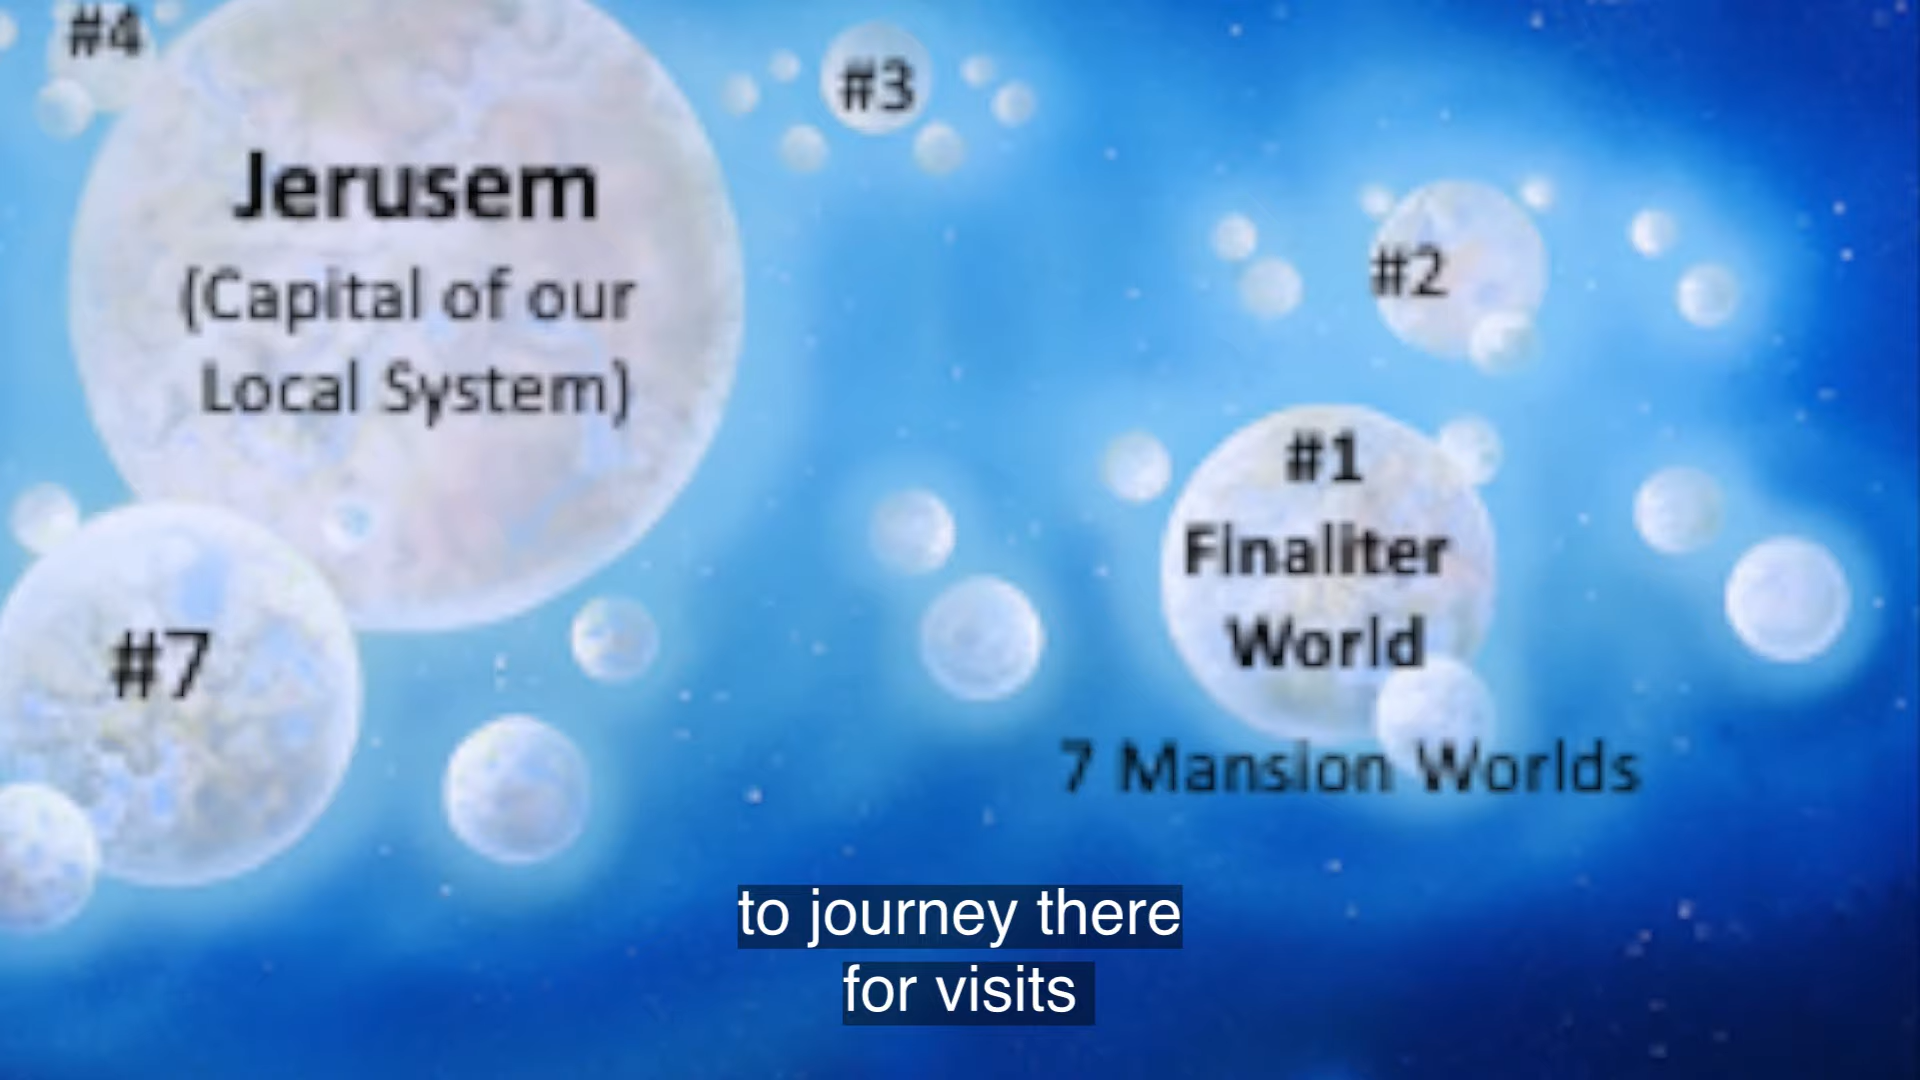 #4
#3
Jerusem
(Capital of our
Local System)
#2
#1
Finaliter
World
#7
7 Mansion Worlds
to journey there
for visits